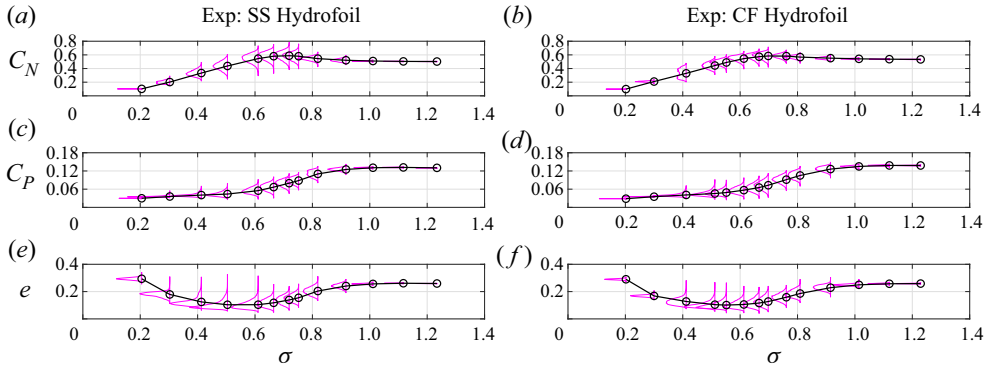 (a) Exp: SS Hydrofoil (b) Exp: CF Hydrofoil
C_N 0.8 0.6 0.4 0.2 0.8 0.6 0.4 0.2
0 0.2 0.4 0.6 0.8 1.0 1.2 1.4 0 0.2 0.4 0.6 0.8 1.0 1.2 1.4
(c) (d)
C_P 0.18 0.12 0.06 0.18 0.12 0.06
0 0.2 0.4 0.6 0.8 1.0 1.2 1.4 0 0.2 0.4 0.6 0.8 1.0 1.2 1.4
(e) (f)
e 0.4 0.2 0.4 0.2
0 0.2 0.4 0.6 0.8 1.0 1.2 1.4 0 0.2 0.4 0.6 0.8 1.0 1.2 1.4
σ σ